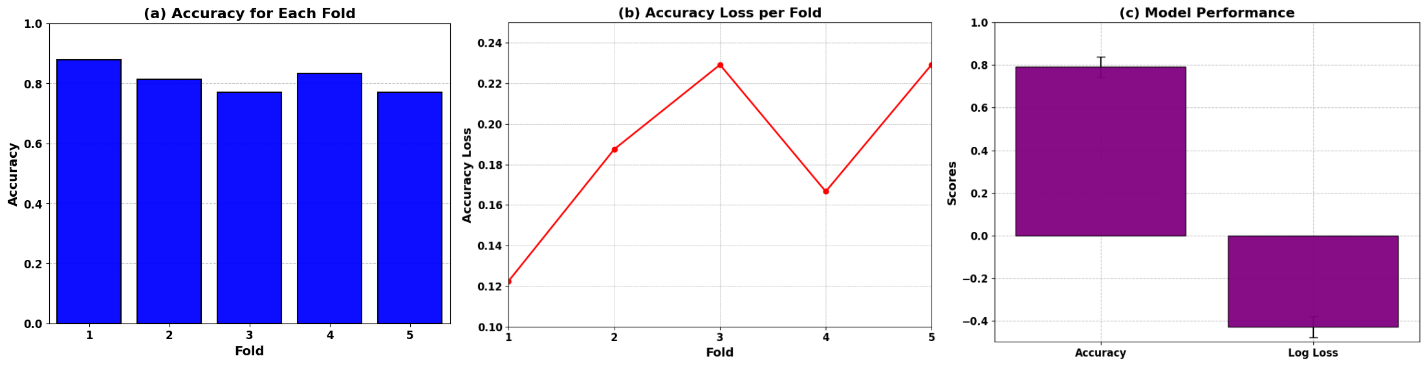 (a) Accuracy for Each Fold
1.0
0.8
0.6
0.4
0.2
0.0
Accuracy
1 2 3 4 5
Fold
(b) Accuracy Loss per Fold
0.24
0.22
0.20
0.18
0.16
0.14
0.12
0.10
Accuracy Loss
1 2 3 4 5
Fold
(c) Model Performance
1.0
0.8
0.6
0.4
0.2
0.0
−0.2
−0.4
Scores
Accuracy Log Loss